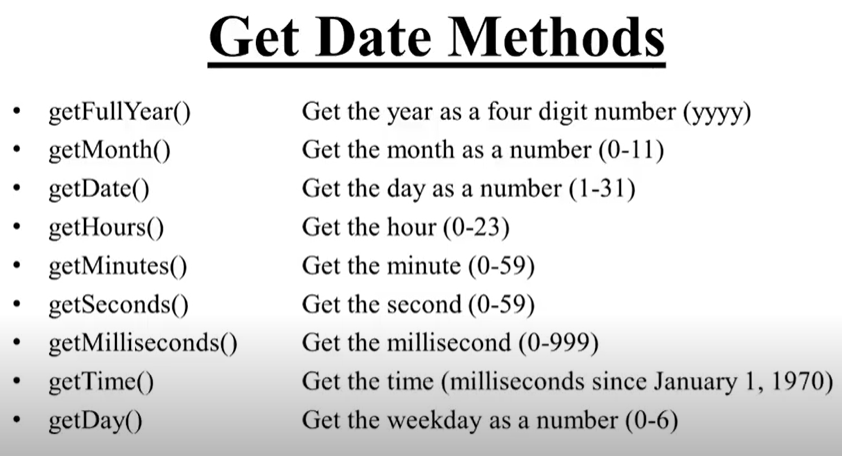 Get Date Methods
• getFullYear() Get the year as a four digit number (yyyy)
• getMonth() Get the month as a number (0-11)
• getDate() Get the day as a number (1-31)
• getHours() Get the hour (0-23)
• getMinutes() Get the minute (0-59)
• getSeconds() Get the second (0-59)
• getMilliseconds() Get the millisecond (0-999)
• getTime() Get the time (milliseconds since January 1, 1970)
• getDay() Get the weekday as a number (0-6)